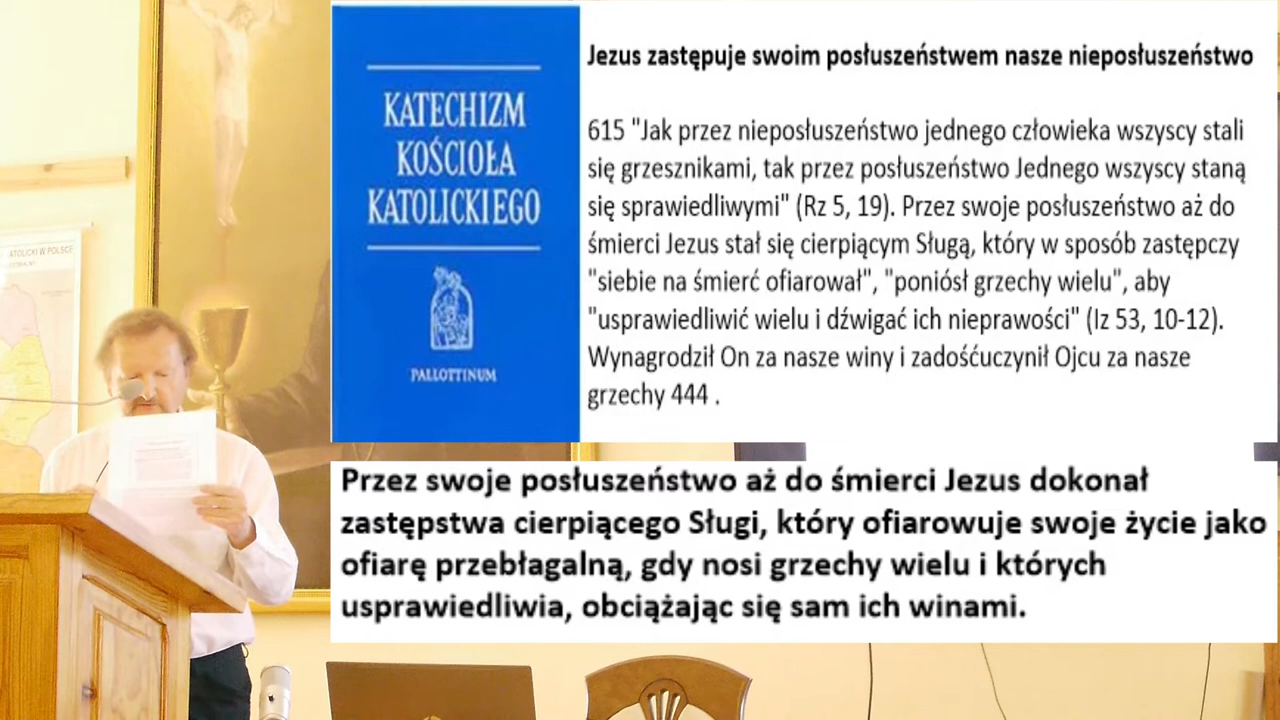 KATOLICKI W POLSCE
KATECHIZM
KOŚCIOŁA
KATOLICKIEGO
PALLOTTINUM
Jezus zastępuje swoim posłuszeństwem nasze nieposłuszeństwo
615 "Jak przez nieposłuszeństwo jednego człowieka wszyscy stali
się grzesznikami, tak przez posłuszeństwo Jednego wszyscy staną
się sprawiedliwymi" (Rz 5, 19). Przez swoje posłuszeństwo aż do
śmierci Jezus stał się cierpiącym Sługą, który w sposób zastępczy
"siebie na śmierć ofiarował", "poniósł grzechy wielu", aby
"usprawiedliwić wielu i dźwigać ich nieprawości" (Iz 53, 10-12).
Wynagrodził On za nasze winy i zadośćuczynił Ojcu za nasze
grzechy 444 .
Przez swoje posłuszeństwo aż do śmierci Jezus dokonał
zastępstwa cierpiącego Sługi, który ofiarowuje swoje życie jako
ofiarę przebłagalną, gdy nosi grzechy wielu i których
usprawiedliwia, obciążając się sam ich winami.